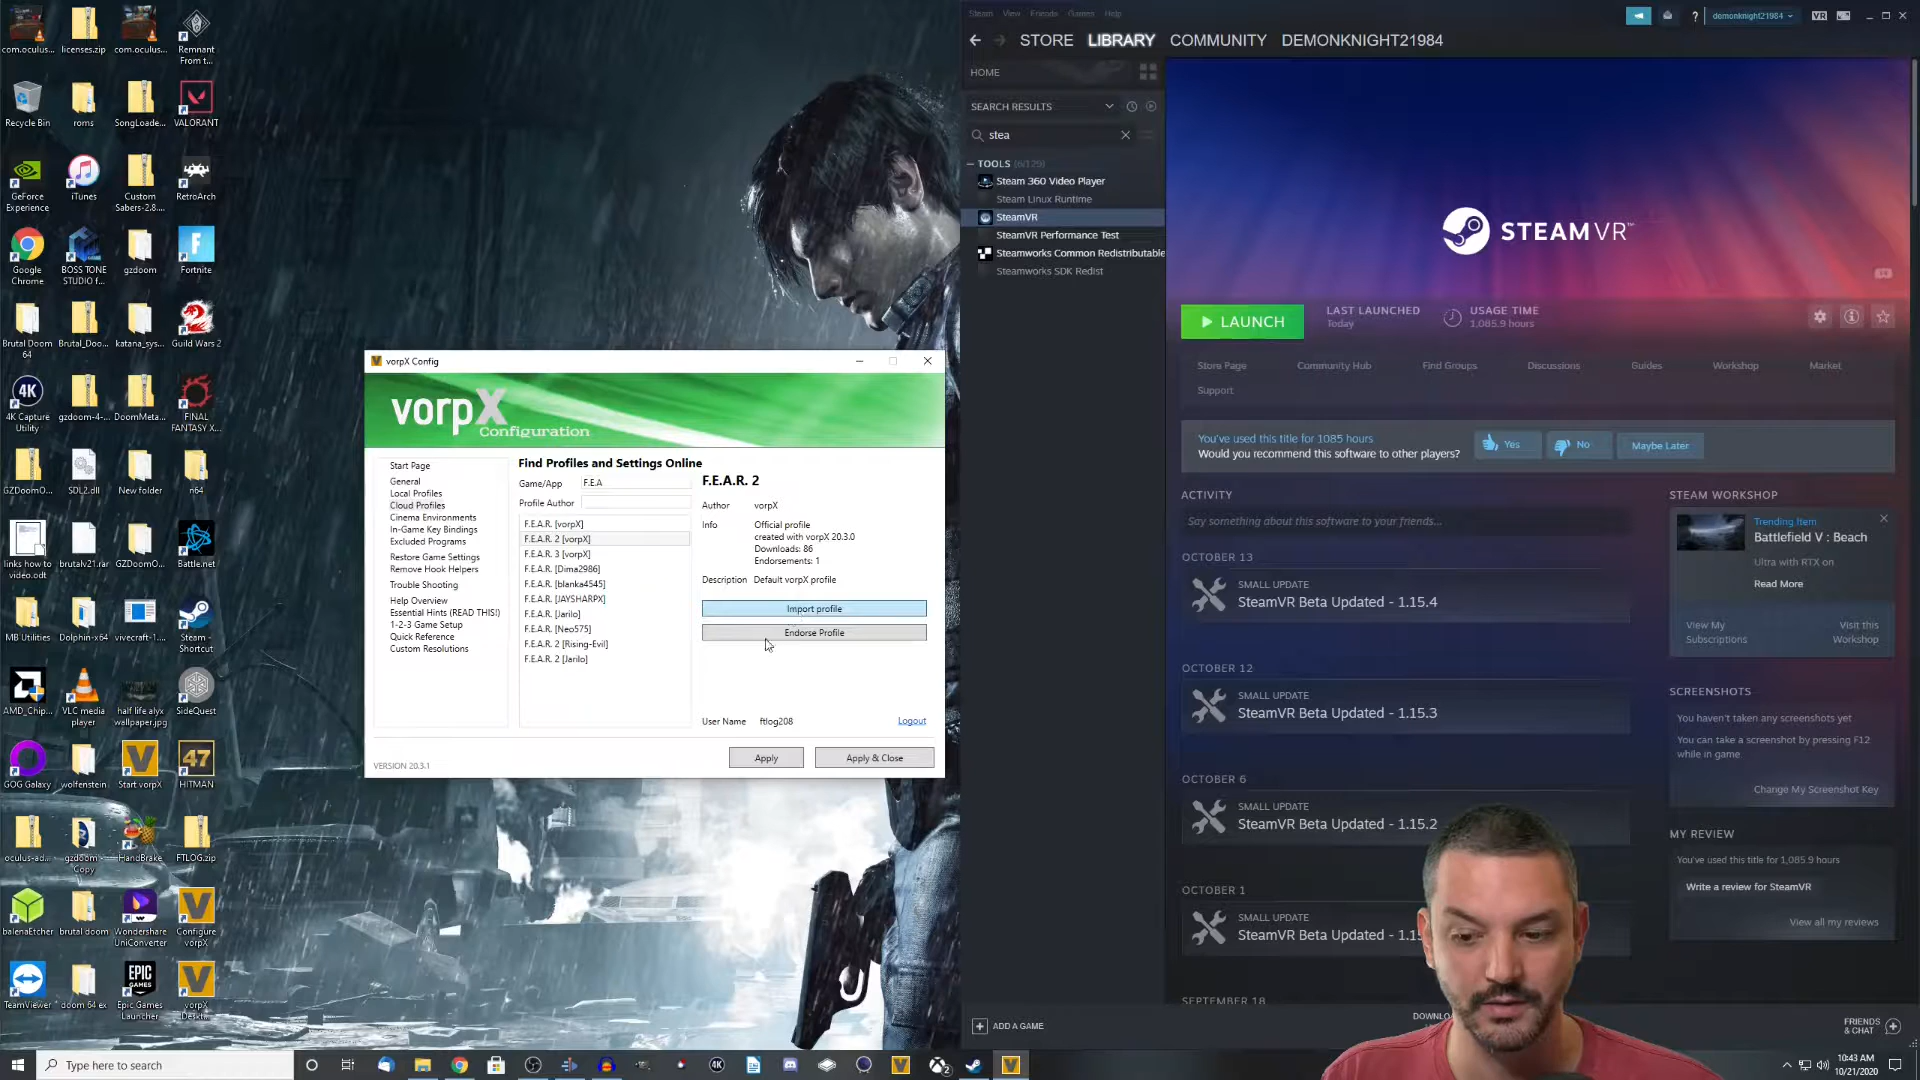 com.oculus...
licenses.zip
com.oculus...
Remnant
From t...
Recycle Bin
roms
SongLoade...
VALORANT
GeForce
Experience
iTunes
Custom
Sabers-2.8....
RetroArch
Google
Chrome
BOSS TONE
STUDIO f...
gzdoom
Fortnite
Brutal Doom
64
Brutal_Doo...
katana_sys...
Guild Wars 2
4K Capture
Utility
gzdoom-4-...
DoomMeta...
FINAL
FANTASY X...
GZDoomO...
SDL2.dll
New folder
n64
links how to
video.odt
brutalv21.rar
GZDoomO...
Battle.net
MB Utilities
Dolphin-x64
vivecraft-1....
Steam -
Shortcut
AMD_Chip...
VLC media
player
half life alyx
wallpaper.jpg
SideQuest
GOG Galaxy
wolfenstein
Start vorpX
HITMAN
oculus-ad...
gzdoom -
Copy
HandBrake
FTLOG.zip
balenaEtcher
brutal doom
Wondershare
UniConverter
Configure
vorpX
TeamViewer
doom 64 ex
Epic Games
Launcher
vorpX
Deskt...
vorpX Config
vorpX
Configuration
Start Page
General
Local Profiles
Cloud Profiles
Cinema Environments
In-Game Key Bindings
Excluded Programs
Restore Game Settings
Remove Hook Helpers
Trouble Shooting
Help Overview
Essential Hints (READ THIS!)
1-2-3 Game Setup
Quick Reference
Custom Resolutions
Find Profiles and Settings Online
Game/App F.E.A
Profile Author
F.E.A.R. [vorpX]
F.E.A.R. 2 [vorpX]
F.E.A.R. 3 [vorpX]
F.E.A.R. [Dima2986]
F.E.A.R. [blanka4545]
F.E.A.R. [JAYSHARPX]
F.E.A.R. [Jarilo]
F.E.A.R. [Neo575]
F.E.A.R. 2 [Rising-Evil]
F.E.A.R. 2 [Jarilo]
F.E.A.R. 2
Author vorpX
Info Official profile
created with vorpX 20.3.0
Downloads: 86
Endorsements: 1
Description Default vorpX profile
Import profile
Endorse Profile
User Name ftlog208 Logout
VERSION 20.3.1
Apply
Apply & Close
Steam View Friends Games Help
demonknight21984
VR
STORE LIBRARY COMMUNITY DEMONKNIGHT21984
HOME
SEARCH RESULTS
stea
TOOLS (6/129)
Steam 360 Video Player
Steam Linux Runtime
SteamVR
SteamVR Performance Test
Steamworks Common Redistributable
Steamworks SDK Redist
STEAM VR™
LAUNCH
LAST LAUNCHED
Today
USAGE TIME
1,085.9 hours
Store Page Community Hub Find Groups Discussions Guides Workshop Market
Support
You've used this title for 1085 hours
Would you recommend this software to other players?
Yes No Maybe Later
ACTIVITY
Say something about this software to your friends...
OCTOBER 13
SMALL UPDATE
SteamVR Beta Updated - 1.15.4
OCTOBER 12
SMALL UPDATE
SteamVR Beta Updated - 1.15.3
OCTOBER 6
SMALL UPDATE
SteamVR Beta Updated - 1.15.2
OCTOBER 1
SMALL UPDATE
SteamVR Beta Updated - 1.15
SEPTEMBER 18
STEAM WORKSHOP
Trending Item
Battlefield V : Beach
Ultra with RTX on
Read More
View My
Subscriptions
Visit this
Workshop
SCREENSHOTS
You haven't taken any screenshots yet
You can take a screenshot by pressing F12
while in game
Change My Screenshot Key
MY REVIEW
You've used this title for 1,085.9 hours
Write a review for SteamVR
View all my reviews
ADD A GAME
DOWNLO
FRIENDS
& CHAT
Type here to search
10:43 AM
10/21/2020